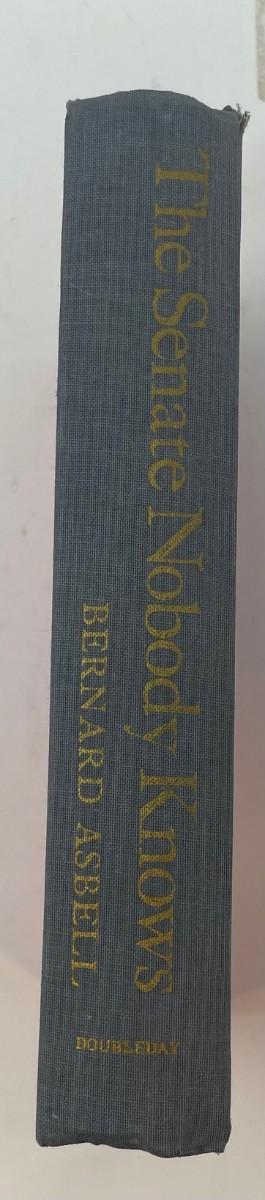 The Senate Nobody Knows
BERNARD ASBELL
DOUBLEDAY